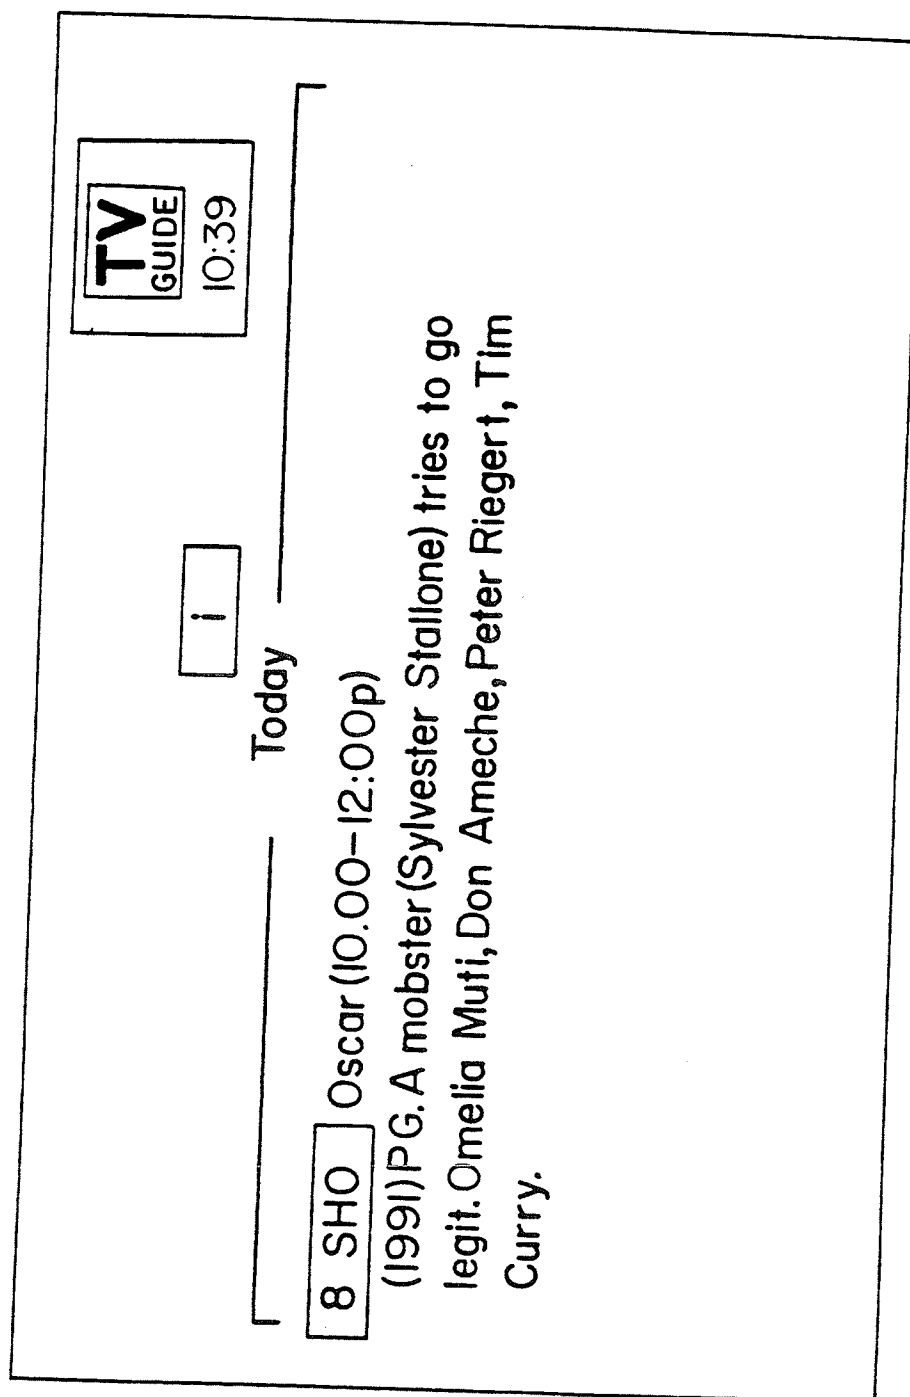 TV
GUIDE
10:39
i
Today
8 SHO Oscar (10.00-12:00p)
(1991) PG. A mobster (Sylvester Stallone) tries to go
legit. Omelia Muti, Don Ameche, Peter Riegert, Tim
Curry.